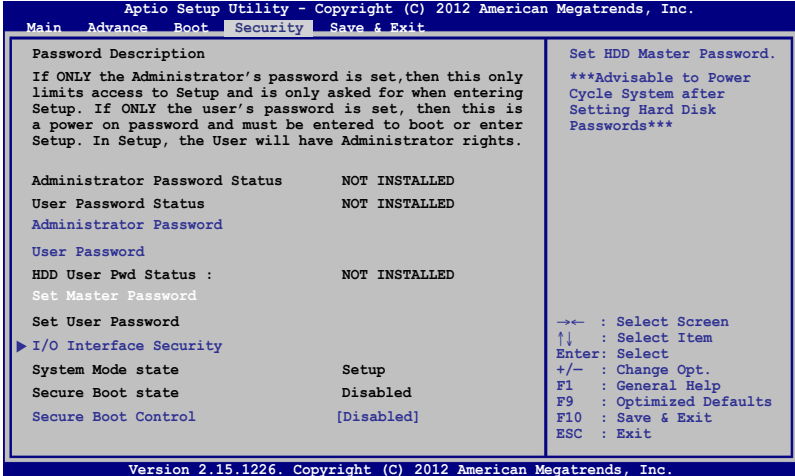 Aptio Setup Utility - Copyright (C) 2012 American Megatrends, Inc.
Main Advance Boot Security Save & Exit
Password Description
If ONLY the Administrator's password is set,then this only
limits access to Setup and is only asked for when entering
Setup. If ONLY the user's password is set, then this is
a power on password and must be entered to boot or enter
Setup. In Setup, the User will have Administrator rights.
Administrator Password Status NOT INSTALLED
User Password Status NOT INSTALLED
Administrator Password
User Password
HDD User Pwd Status : NOT INSTALLED
Set Master Password
Set User Password
I/O Interface Security
System Mode state Setup
Secure Boot state Disabled
Secure Boot Control [Disabled]
Set HDD Master Password.
***Advisable to Power
Cycle System after
Setting Hard Disk
Passwords***
→← : Select Screen
↑↓ : Select Item
Enter: Select
+/— : Change Opt.
F1 : General Help
F9 : Optimized Defaults
F10 : Save & Exit
ESC : Exit
Version 2.15.1226. Copyright (C) 2012 American Megatrends, Inc.